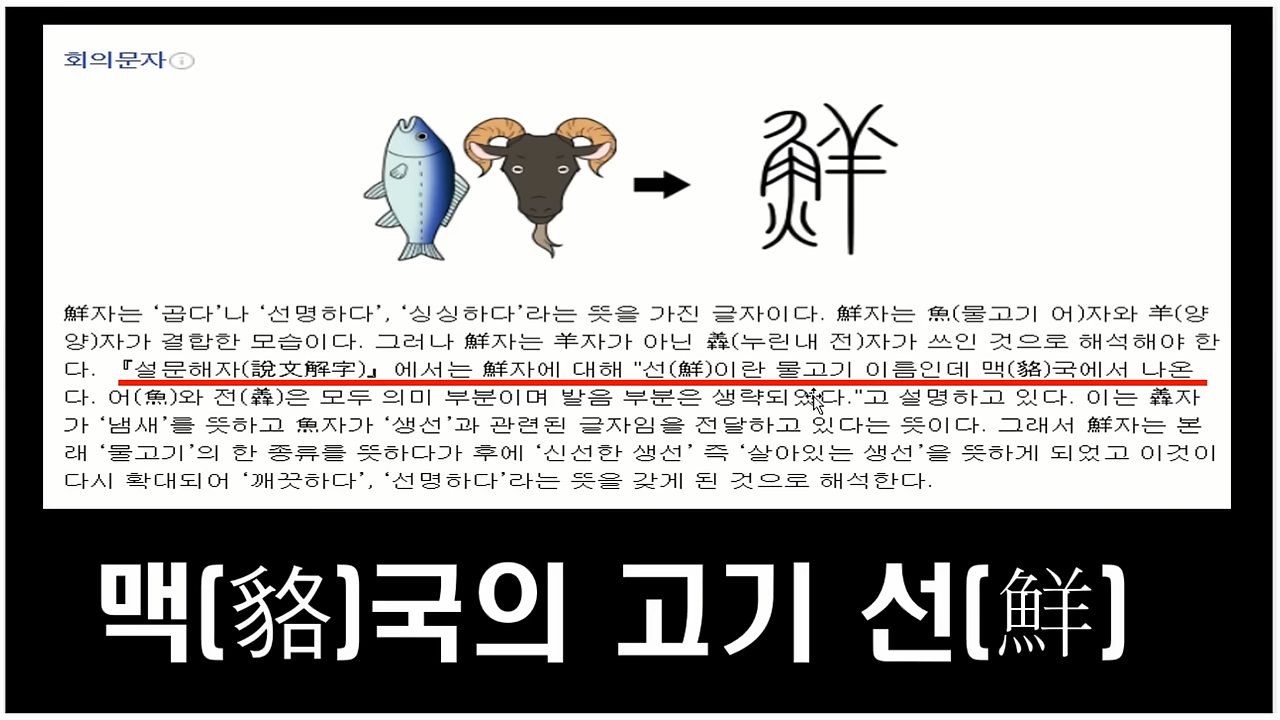 회의문자
鮮자는 ‘곱다’나 ‘선명하다’, ‘싱싱하다’라는 뜻을 가진 글자이다. 鮮자는 魚(물고기 어)자와 羊(양
양)자가 결합한 모습이다. 그러나 鮮자는 羊자가 아닌 羴(누린내 전)자가 쓰인 것으로 해석해야 한
다. 『설문해자(說文解字)』에서는 鮮자에 대해 "선(鮮)이란 물고기 이름인데 맥(貉)국에서 나온
다. 어(魚)와 전(羴)은 모두 의미 부분이며 발음 부분은 생략되었다."고 설명하고 있다. 이는 羴자
가 ‘냄새’를 뜻하고 魚자가 ‘생선’과 관련된 글자임을 전달하고 있다는 뜻이다. 그래서 鮮자는 본
래 ‘물고기’의 한 종류를 뜻하다가 후에 ‘신선한 생선’ 즉 ‘살아있는 생선’을 뜻하게 되었고 이것이
다시 확대되어 ‘깨끗하다’, ‘선명하다’라는 뜻을 갖게 된 것으로 해석한다.
맥(貉)국의 고기 선(鮮)